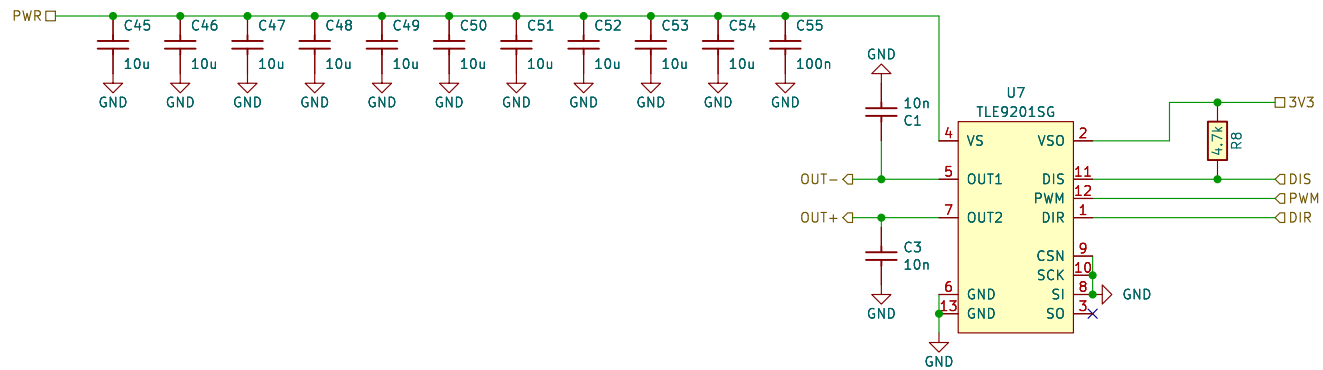 PWR
C45 C46 C47 C48 C49 C50 C51 C52 C53 C54 C55
10u 10u 10u 10u 10u 10u 10u 10u 10u 10u 100n
GND GND GND GND GND GND GND GND GND GND GND
GND
10n
C1
U7
TLE9201SG
4 VS
5 OUT1
7 OUT2
6 GND
13 GND
VSO 2
DIS 11
PWM 12
DIR 1
CSN 9
SCK 10
SI 8
SO 3
OUT-
OUT+
C3
10n
GND
GND
GND
3V3
4.7k
R8
DIS
PWM
DIR